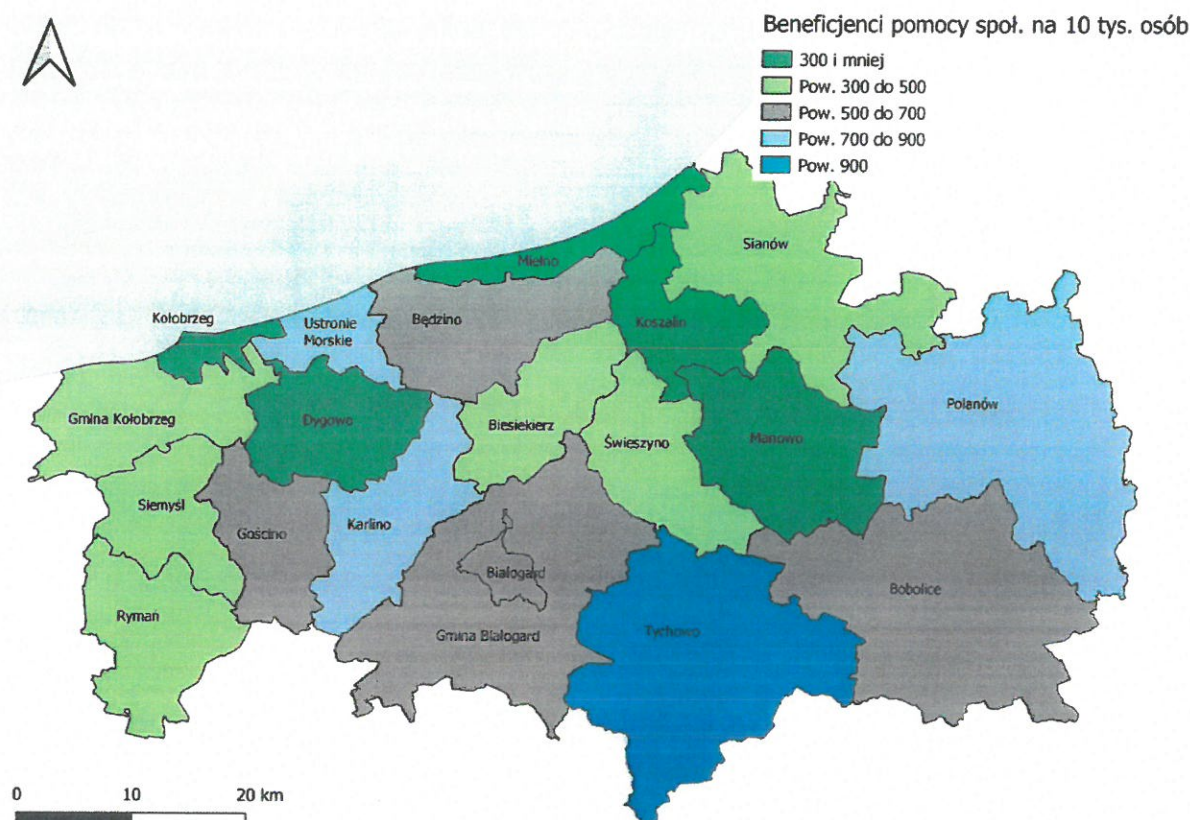 Beneficjenci pomocy społ. na 10 tys. osób
300 i mniej
Pow. 300 do 500
Pow. 500 do 700
Pow. 700 do 900
Pow. 900
Sianów
Mielno
Kołobrzeg
Ustronie
Morskie
Będzino
Koszalin
Polanów
Gmina Kołobrzeg
Dygowo
Biesiekierz
Świeszyno
Manowo
Siemyśl
Gościno
Karlino
Białogard
Bobolice
Rymań
Gmina Białogard
Tychowo
0 10 20 km